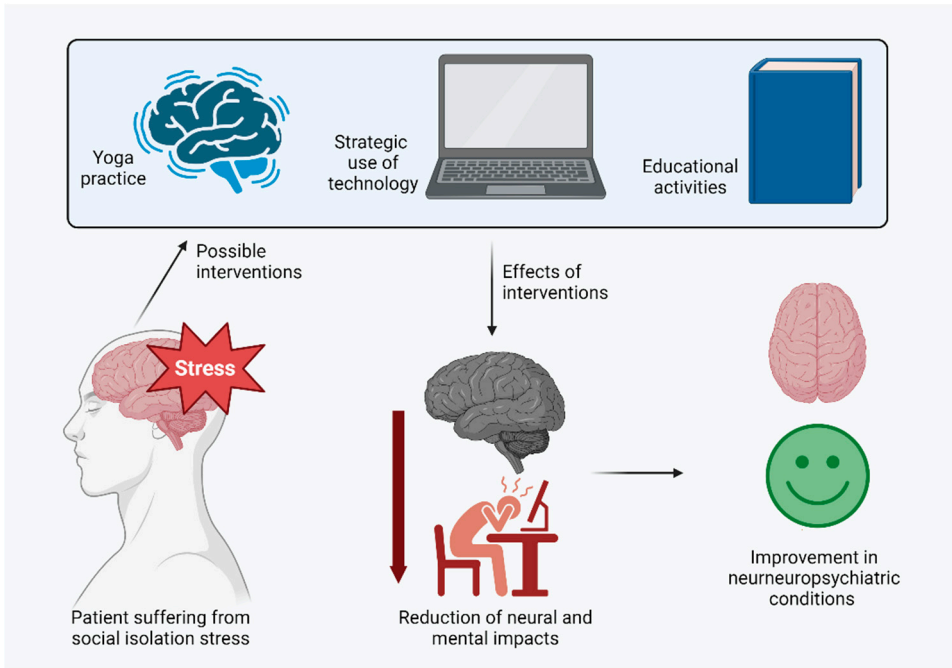 Yoga
practice
Strategic
use of
technology
Educational
activities
Possible
interventions
Effects of
interventions
Stress
Patient suffering from
social isolation stress
Reduction of neural and
mental impacts
Improvement in
neurneuropsychiatric
conditions